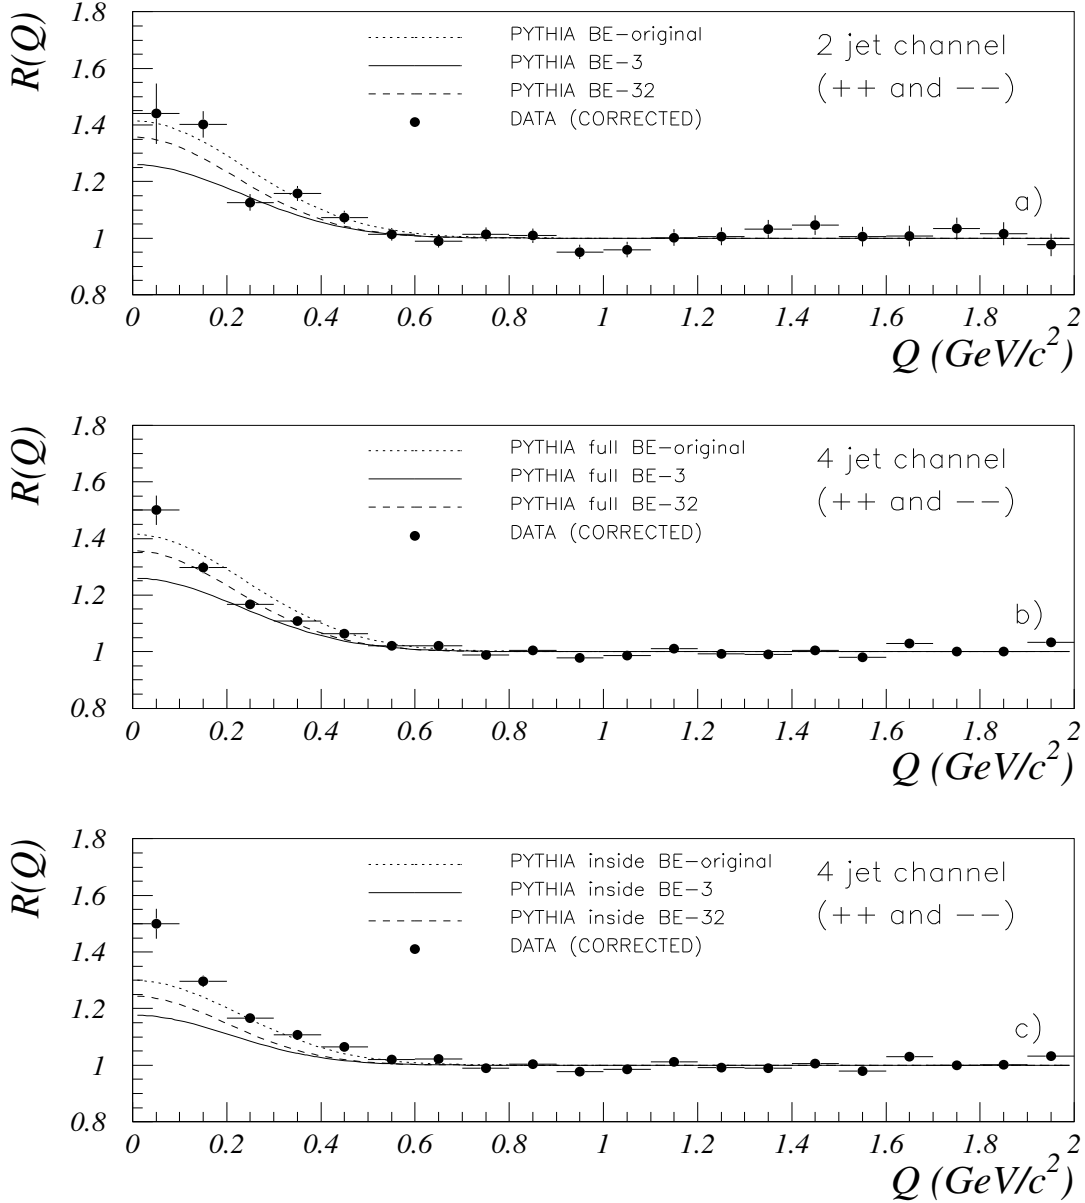 R(Q)
1.8
1.6
1.4
1.2
1
0.8
PYTHIA BE-original
PYTHIA BE-3
PYTHIA BE-32
DATA (CORRECTED)
2 jet channel
(++ and --)
a)
0 0.2 0.4 0.6 0.8 1 1.2 1.4 1.6 1.8 2
Q (GeV/c²)
R(Q)
1.8
1.6
1.4
1.2
1
0.8
PYTHIA full BE-original
PYTHIA full BE-3
PYTHIA full BE-32
DATA (CORRECTED)
4 jet channel
(++ and --)
b)
0 0.2 0.4 0.6 0.8 1 1.2 1.4 1.6 1.8 2
Q (GeV/c²)
R(Q)
1.8
1.6
1.4
1.2
1
0.8
PYTHIA inside BE-original
PYTHIA inside BE-3
PYTHIA inside BE-32
DATA (CORRECTED)
4 jet channel
(++ and --)
c)
0 0.2 0.4 0.6 0.8 1 1.2 1.4 1.6 1.8 2
Q (GeV/c²)